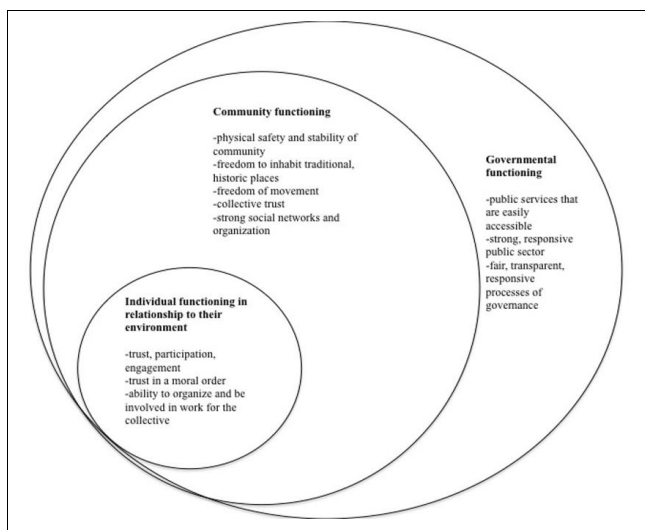 Community functioning
-physical safety and stability of
community
-freedom to inhabit traditional,
historic places
-freedom of movement
-collective trust
-strong social networks and
organization
Governmental
functioning
-public services that
are easily
accessible
-strong, responsive
public sector
-fair, transparent,
responsive
processes of
governance
Individual functioning in
relationship to their
environment
-trust, participation,
engagement
-trust in a moral order
-ability to organize and be
involved in work for the
collective